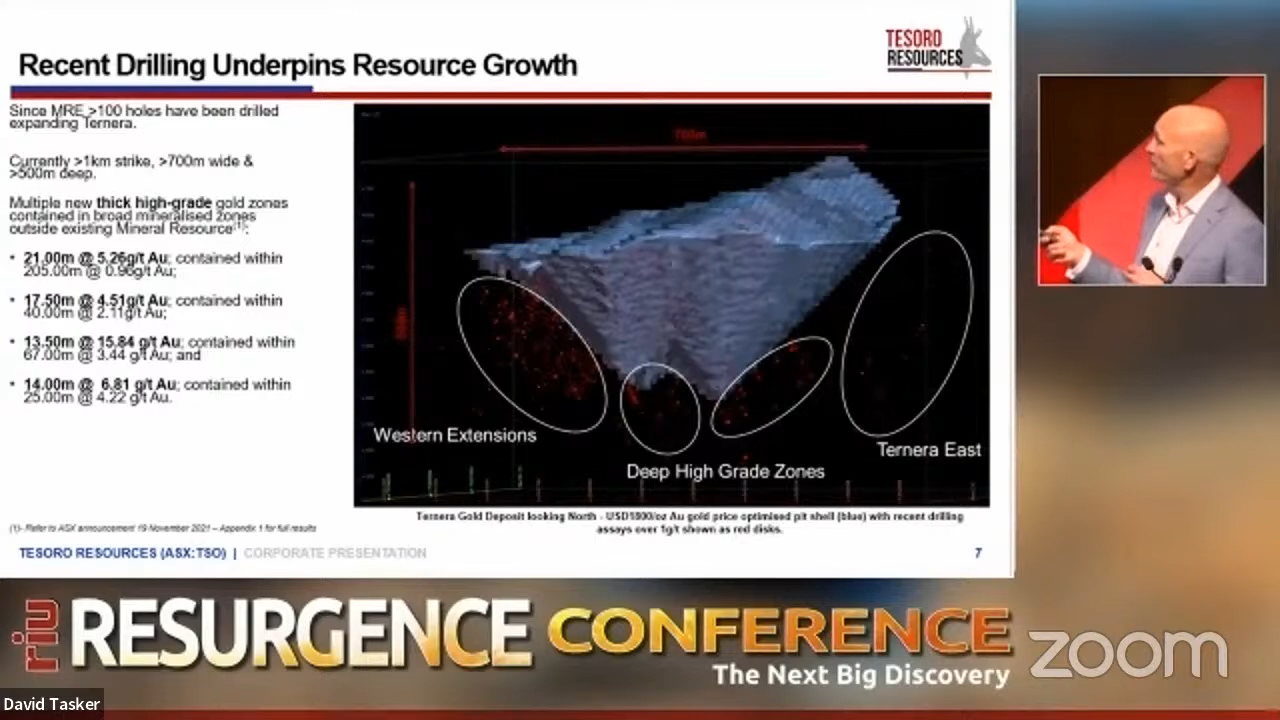 Recent Drilling Underpins Resource Growth
TESORO
RESOURCES
Since MRE >100 holes have been drilled
expanding Ternera.
Currently >1km strike, >700m wide &
>500m deep.
Multiple new thick high-grade gold zones
contained in broad mineralised zones
outside existing Mineral Resource(1):
• 21.00m @ 5.26g/t Au; contained within
205.00m @ 0.96g/t Au;
• 17.50m @ 4.51g/t Au; contained within
40.00m @ 2.11g/t Au;
• 13.50m @ 15.84 g/t Au; contained within
67.00m @ 3.44 g/t Au; and
• 14.00m @ 6.81 g/t Au; contained within
25.00m @ 4.22 g/t Au.
700m
Western Extensions
Deep High Grade Zones
Ternera East
Ternera Gold Deposit looking North - USD1800/oz Au gold price optimised pit shell (blue) with recent drilling
assays over 1g/t shown as red disks.
(1)- Refer to ASX announcement 19 November 2021 – Appendix 1 for full results
TESORO RESOURCES (ASX:TSO) | CORPORATE PRESENTATION
7
riu RESURGENCE CONFERENCE
The Next Big Discovery
zoom
David Tasker